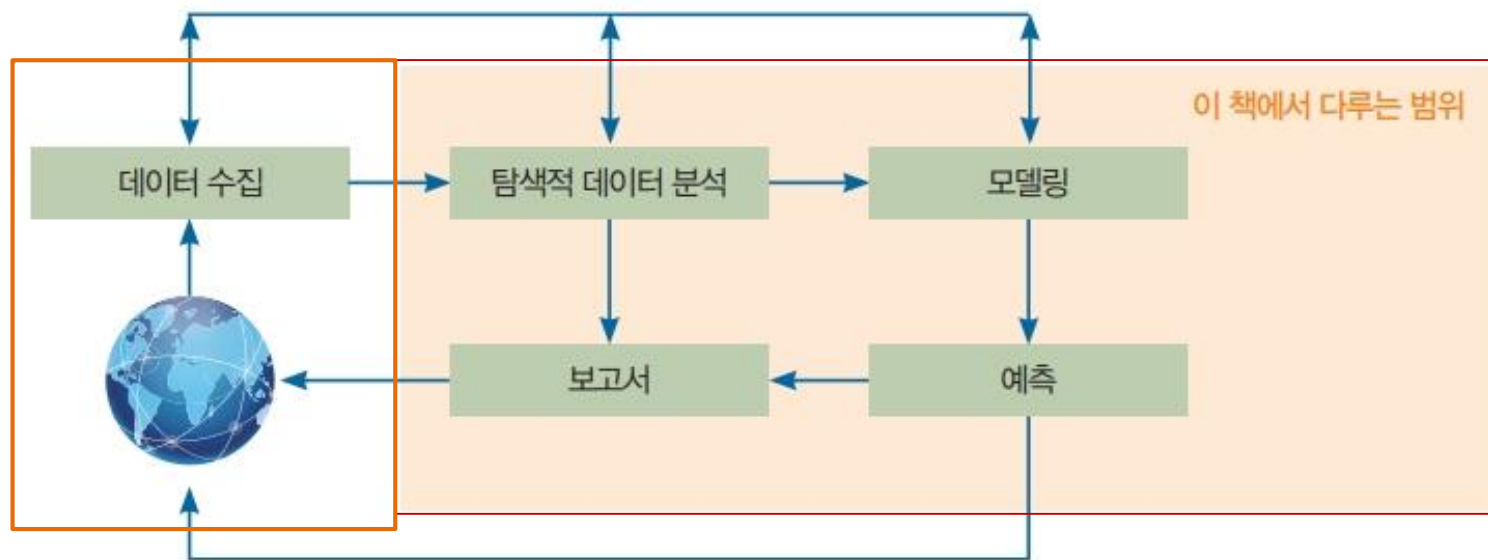 이 책에서 다루는 범위
데이터 수집
탐색적 데이터 분석
모델링
보고서
예측